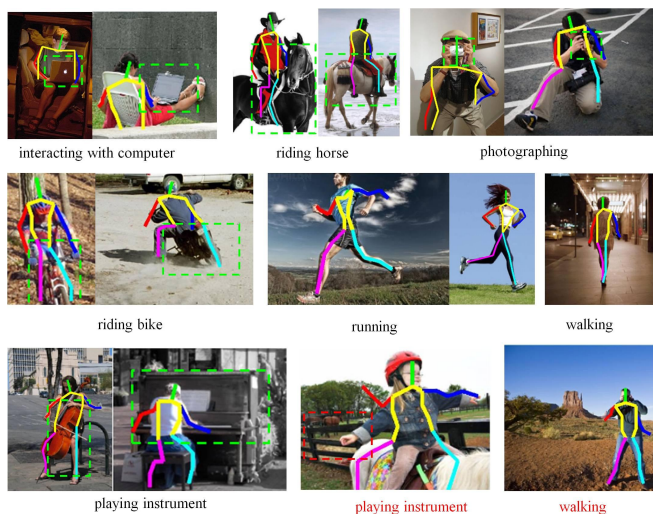 interacting with computer
riding horse
photographing
riding bike
running
walking
playing instrument
playing instrument
walking